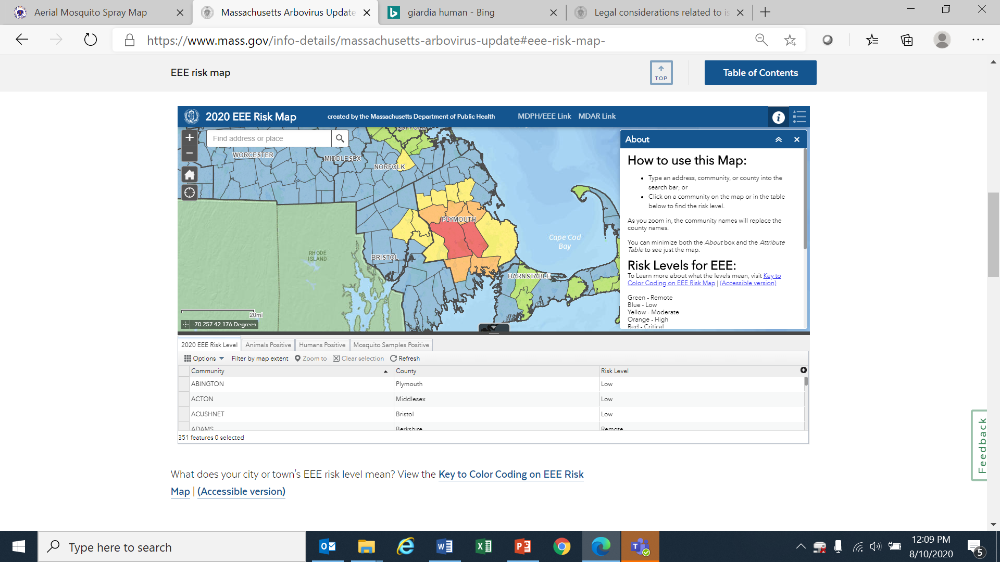 Aerial Mosquito Spray Map
Massachusetts Arbovirus Update
giardia human - Bing
Legal considerations related to is
https://www.mass.gov/info-details/massachusetts-arbovirus-update#eee-risk-map-
EEE risk map
TOP
Table of Contents
2020 EEE Risk Map
created by the Massachusetts Department of Public Health
MDPH/EEE Link
MDAR Link
Find address or place
SUFFOLK
WORCESTER
MIDDLESEX
NORFOLK
PLYMOUTH
BRISTOL
BARNSTABLE
RHODE
ISLAND
Cape Cod
Bay
20mi
-70.257 42.176 Degrees
About
How to use this Map:
• Type an address, community, or county into the
search bar; or
• Click on a community on the map or in the table
below to find the risk level.
As you zoom in, the community names will replace the
county names.
You can minimize both the About box and the Attribute
Table to see just the map.
Risk Levels for EEE:
To Learn more about what the levels mean, visit Key to
Color Coding on EEE Risk Map | (Accessible version)
Green - Remote
Blue - Low
Yellow - Moderate
Orange - High
Red - Critical
2020 EEE Risk Level
Animals Positive
Humans Positive
Mosquito Samples Positive
Options
Filter by map extent
Zoom to
Clear selection
Refresh
Community County Risk Level
ABINGTON Plymouth Low
ACTON Middlesex Low
ACUSHNET Bristol Low
ADAMS Berkshire Remote
351 features 0 selected
Feedback
What does your city or town's EEE risk level mean? View the Key to Color Coding on EEE Risk
Map | (Accessible version)
Type here to search
12:09 PM
8/10/2020
5